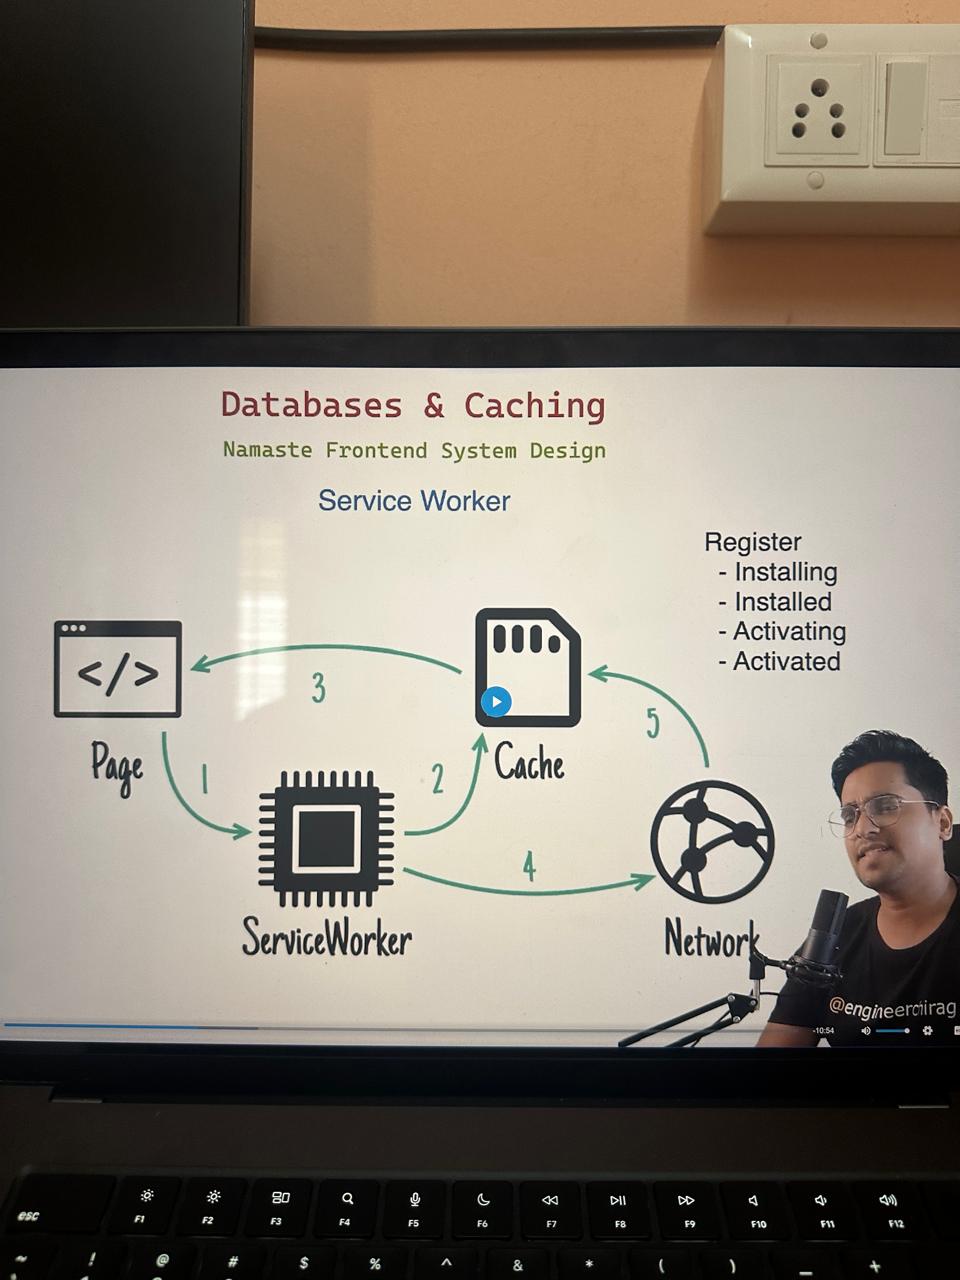 Databases & Caching
Namaste Frontend System Design
Service Worker
Register
- Installing
- Installed
- Activating
- Activated
</>
3
5
Page
1
2
Cache
4
ServiceWorker
Network
@engineerchirag
-10:54
esc
F1
F2
F3
F4
F5
F6
F7
F8
F9
F10
F11
F12
~ ! @ # $ % ^ & * ( ) _ +